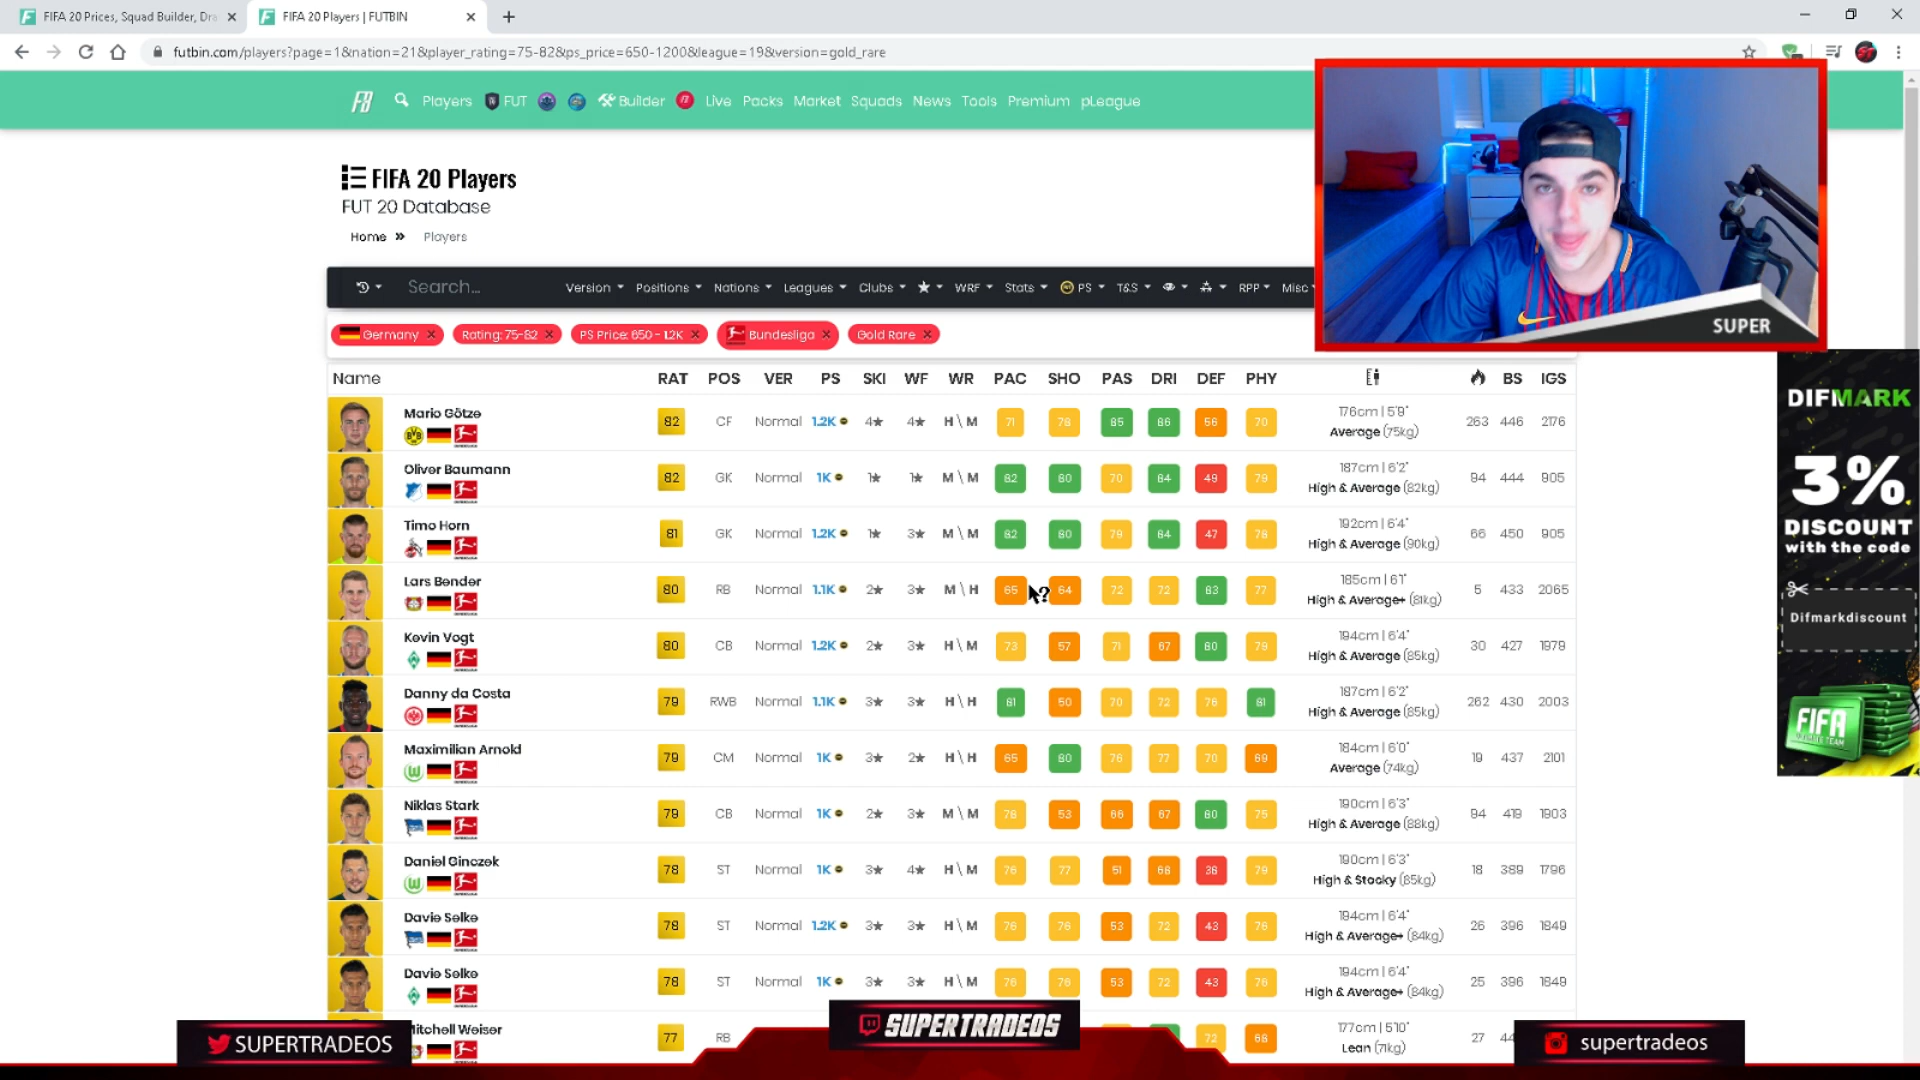 FIFA 20 Prices, Squad Builder, Dra
FIFA 20 Players | FUTBIN
futbin.com/players?page=1&nation=21&player_rating=75-82&ps_price=650-1200&league=19&version=gold_rare
Players FUT Builder Live Packs Market Squads News Tools Premium pLeague
FIFA 20 Players
FUT 20 Database
Home » Players
Search... Version Positions Nations Leagues Clubs WRF Stats PS T&S RPP Misc
Germany × Rating: 75-82 × PS Price: 650 - 1.2K × Bundesliga × Gold Rare ×
SUPER
Name RAT POS VER PS SKI WF WR PAC SHO PAS DRI DEF PHY BS IGS
Mario Götze 82 CF Normal 1.2K 4★ 4★ H \ M 71 78 85 86 56 70 176cm | 5'9" Average (75kg) 263 446 2176
Oliver Baumann 82 GK Normal 1K 1★ 1★ M \ M 82 80 70 84 49 79 187cm | 6'2" High & Average (82kg) 94 444 905
Timo Horn 81 GK Normal 1.2K 1★ 3★ M \ M 82 80 79 84 47 78 192cm | 6'4" High & Average (90kg) 66 450 905
Lars Bender 80 RB Normal 1.1K 2★ 3★ M \ H 65 64 72 72 83 77 185cm | 6'1" High & Average+ (81kg) 5 433 2065
Kevin Vogt 80 CB Normal 1.2K 2★ 3★ H \ M 73 57 71 67 80 79 194cm | 6'4" High & Average (85kg) 30 427 1979
Danny da Costa 79 RWB Normal 1.1K 3★ 3★ H \ H 81 50 70 72 76 81 187cm | 6'2" High & Average (85kg) 262 430 2003
Maximilian Arnold 79 CM Normal 1K 3★ 2★ H \ H 65 80 76 77 70 69 184cm | 6'0" Average (74kg) 19 437 2101
Niklas Stark 79 CB Normal 1K 2★ 3★ M \ M 78 53 66 67 80 75 190cm | 6'3" High & Average (88kg) 94 419 1903
Daniel Ginczek 78 ST Normal 1K 3★ 4★ H \ M 76 77 51 68 38 79 190cm | 6'3" High & Stocky (85kg) 18 389 1796
Davie Selke 78 ST Normal 1.2K 3★ 3★ H \ M 76 76 53 72 43 76 194cm | 6'4" High & Average+ (84kg) 26 396 1849
Davie Selke 78 ST Normal 1K 3★ 3★ H \ M 76 76 53 72 43 76 194cm | 6'4" High & Average+ (84kg) 25 396 1849
Mitchell Weiser 77 RB 72 68 177cm | 5'10" Lean (71kg) 27
DIFMARK
3%
DISCOUNT
with the code
Difmarkdiscount
FIFA
SUPERTRADEOS
SUPERTRADEOS
supertradeos